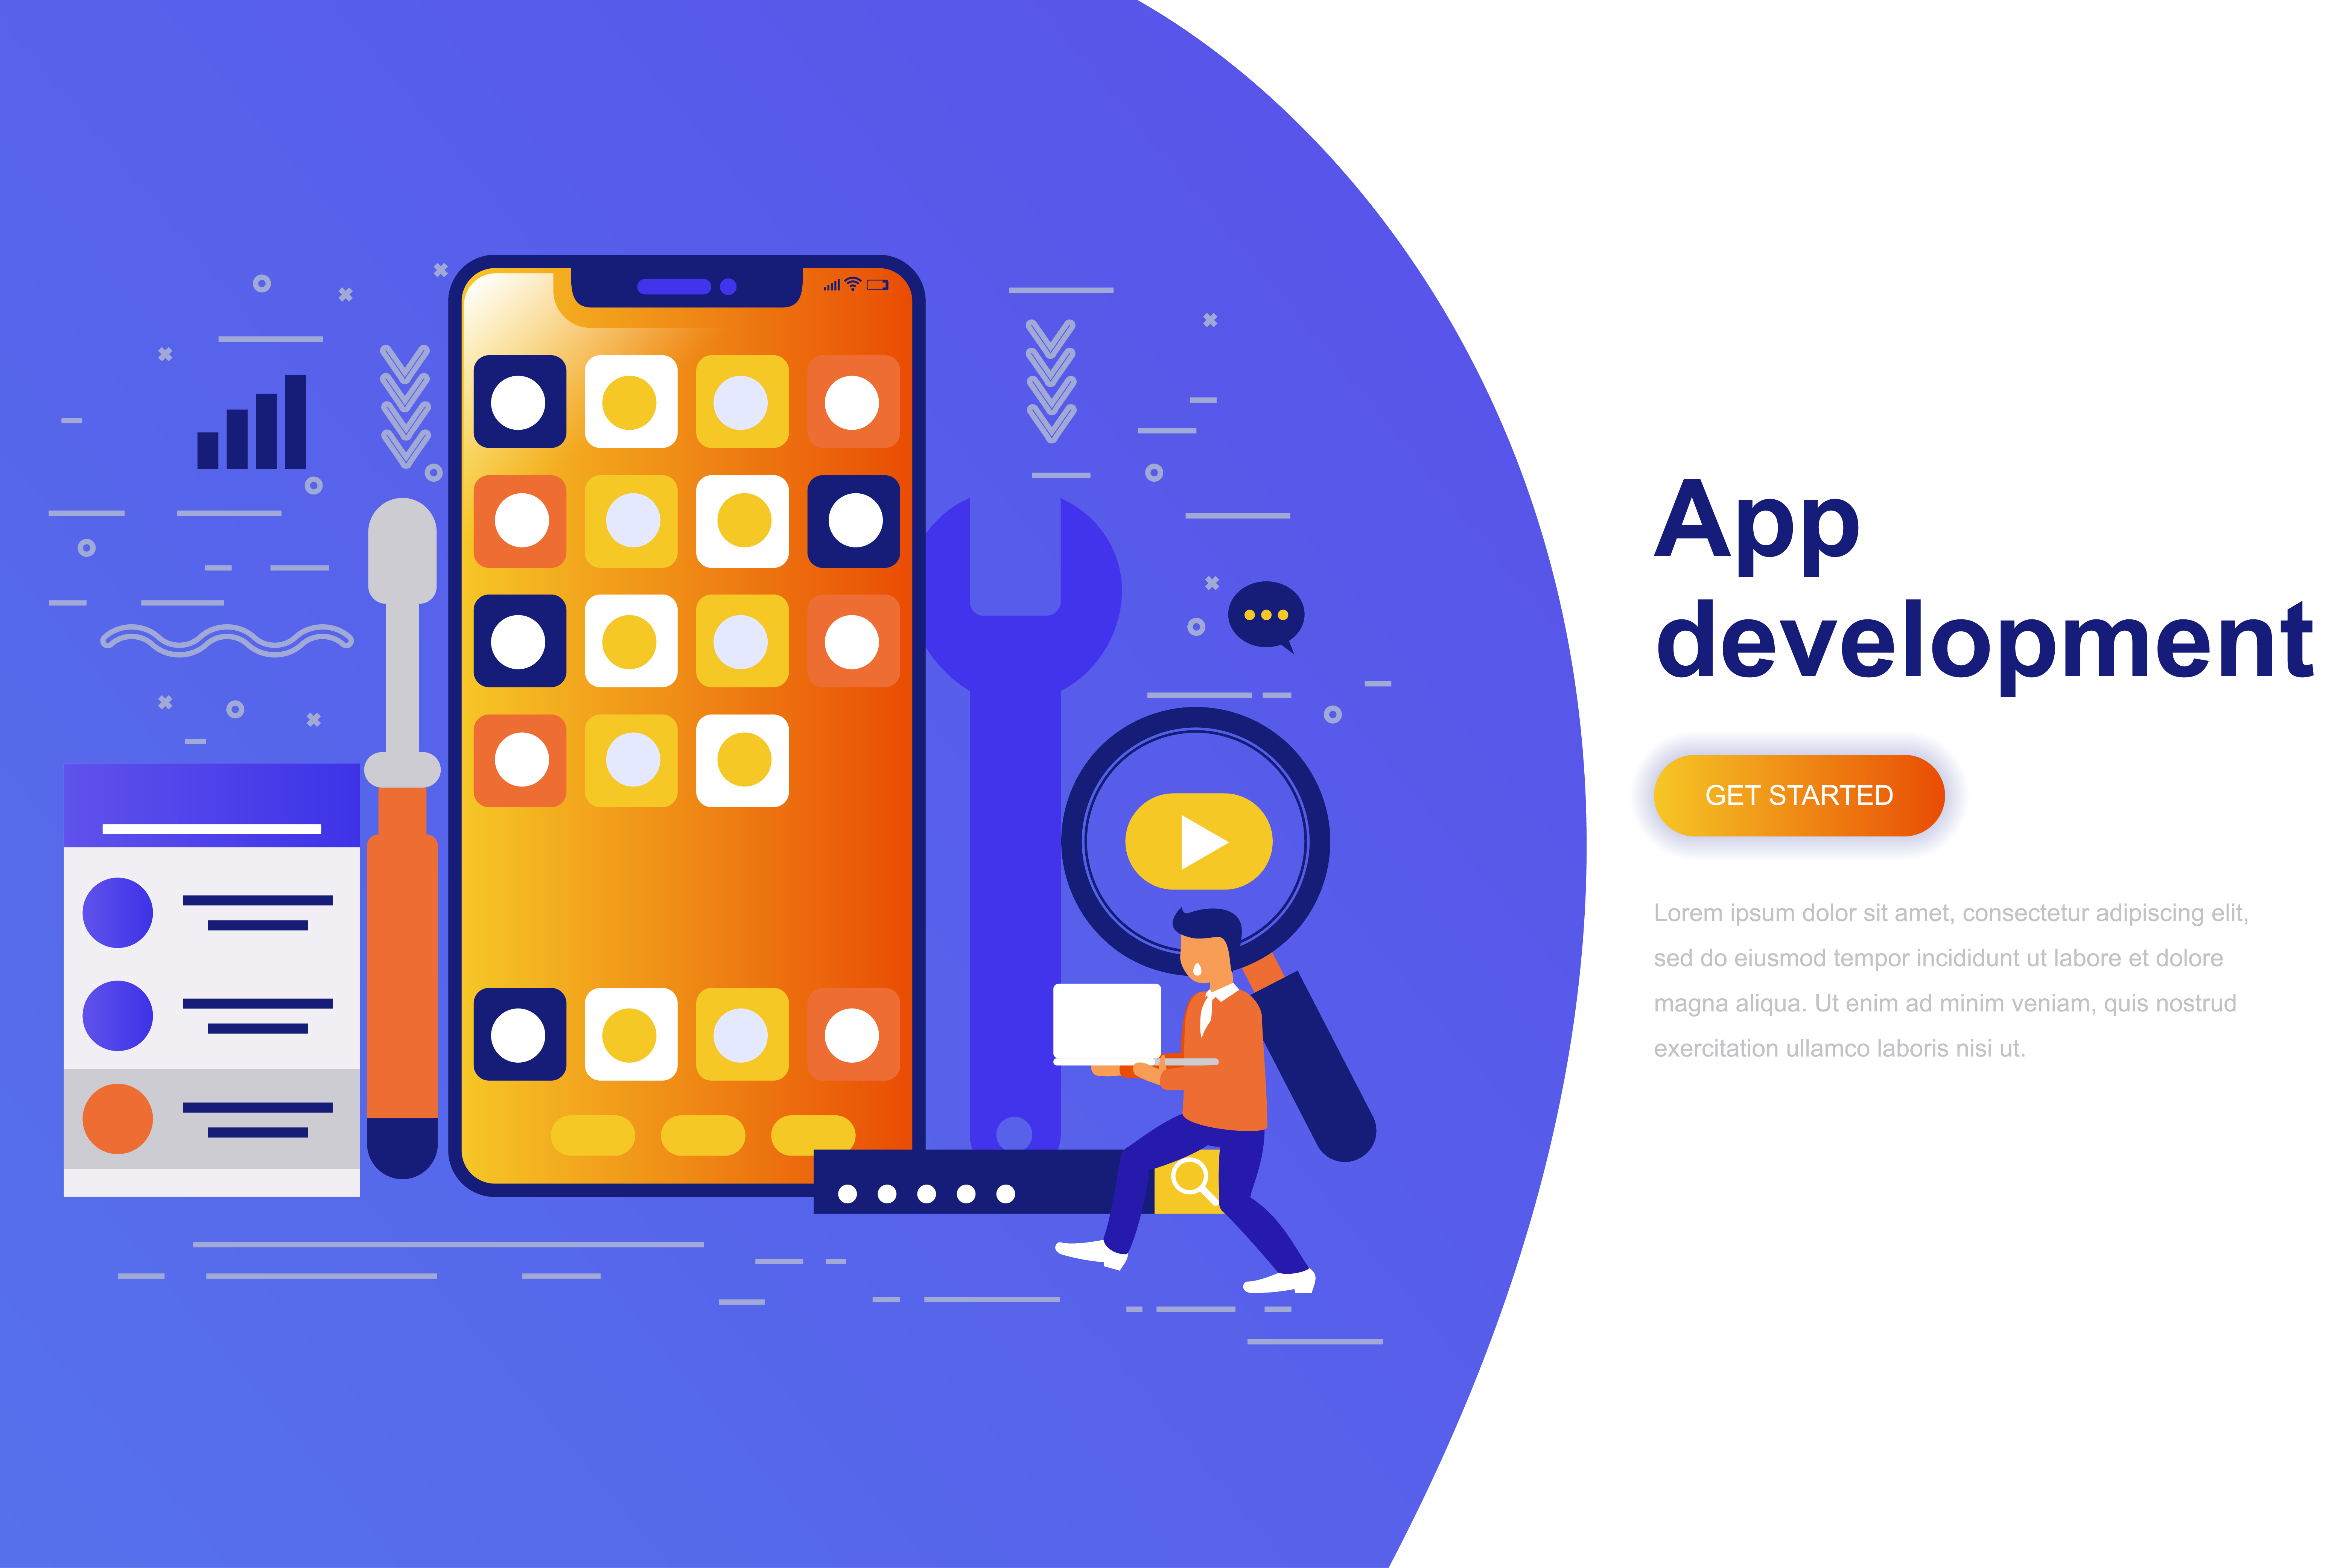 App
development
GET STARTED
Lorem ipsum dolor sit amet, consectetur adipiscing elit,
sed do eiusmod tempor incididunt ut labore et dolore
magna aliqua. Ut enim ad minim veniam, quis nostrud
exercitation ullamco laboris nisi ut.